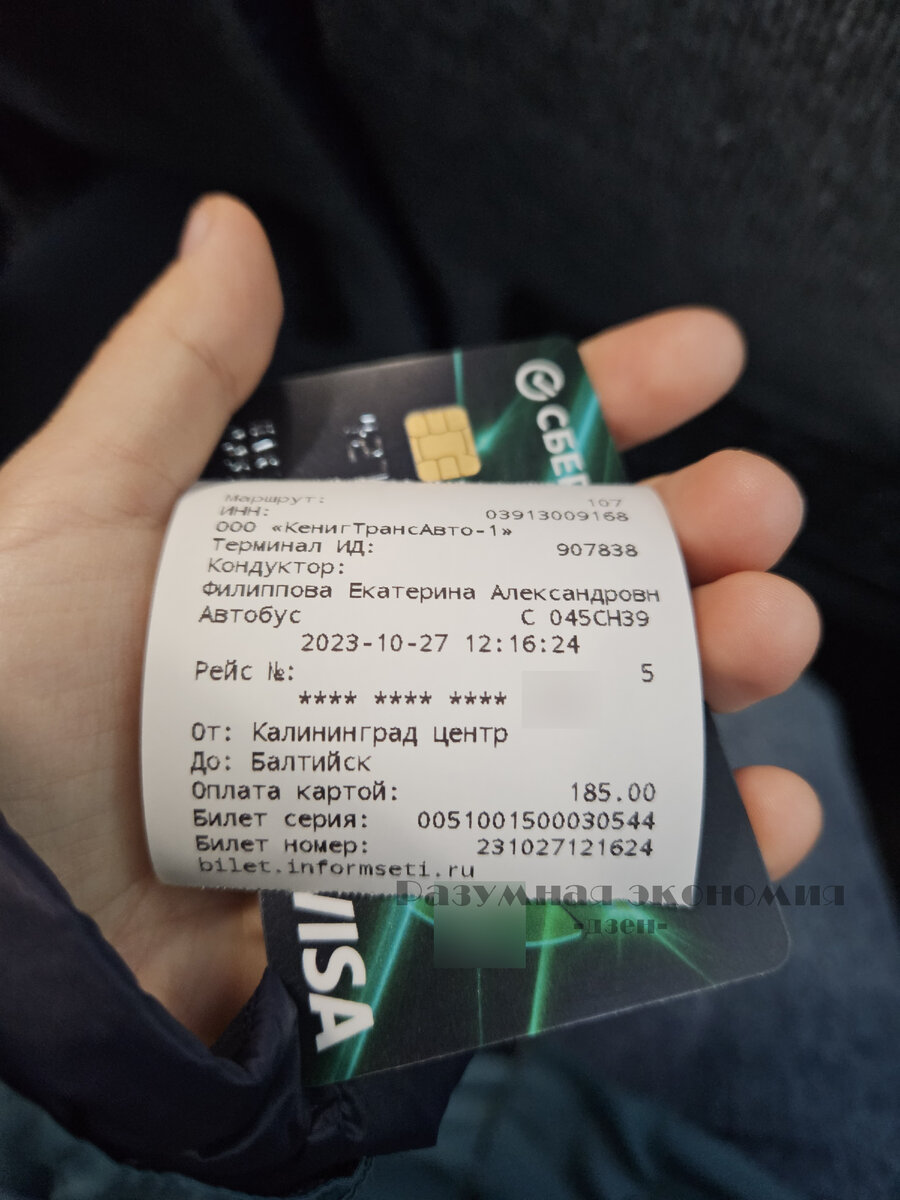 СБЕР
Маршрут: 107
ИНН: 03913009168
ООО «КенигТрансАвто-1»
Терминал ИД: 907838
Кондуктор:
Филиппова Екатерина Александровн
Автобус С 045СН39
2023-10-27 12:16:24
Рейс №: 5
**** **** ****
От: Калининград центр
До: Балтийск
Оплата картой: 185.00
Билет серия: 0051001500030544
Билет номер: 231027121624
bilet.informseti.ru
Разумная экономия
-дзен-
VISA